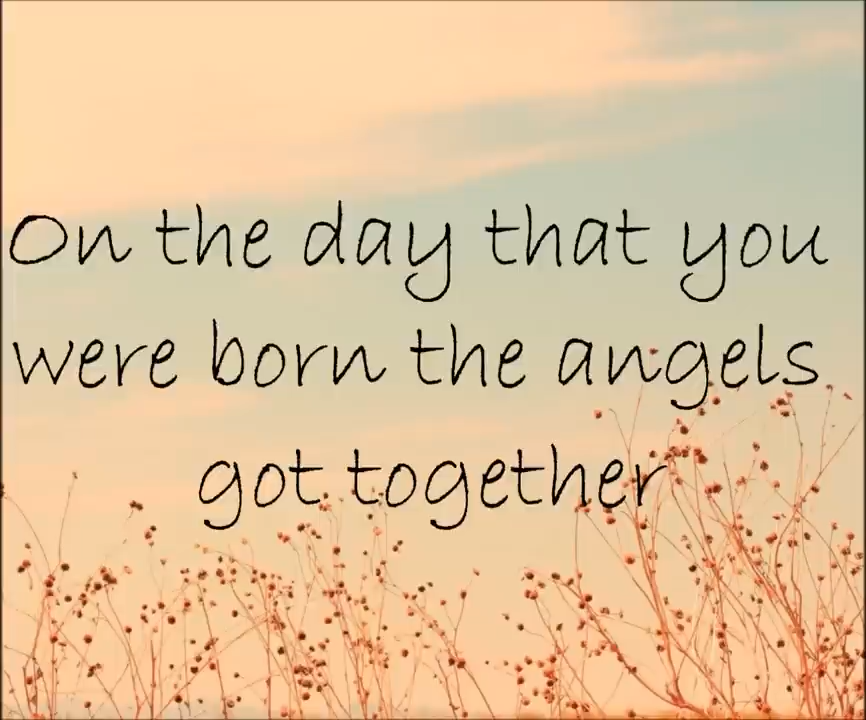 On the day that you
were born the angels
got together